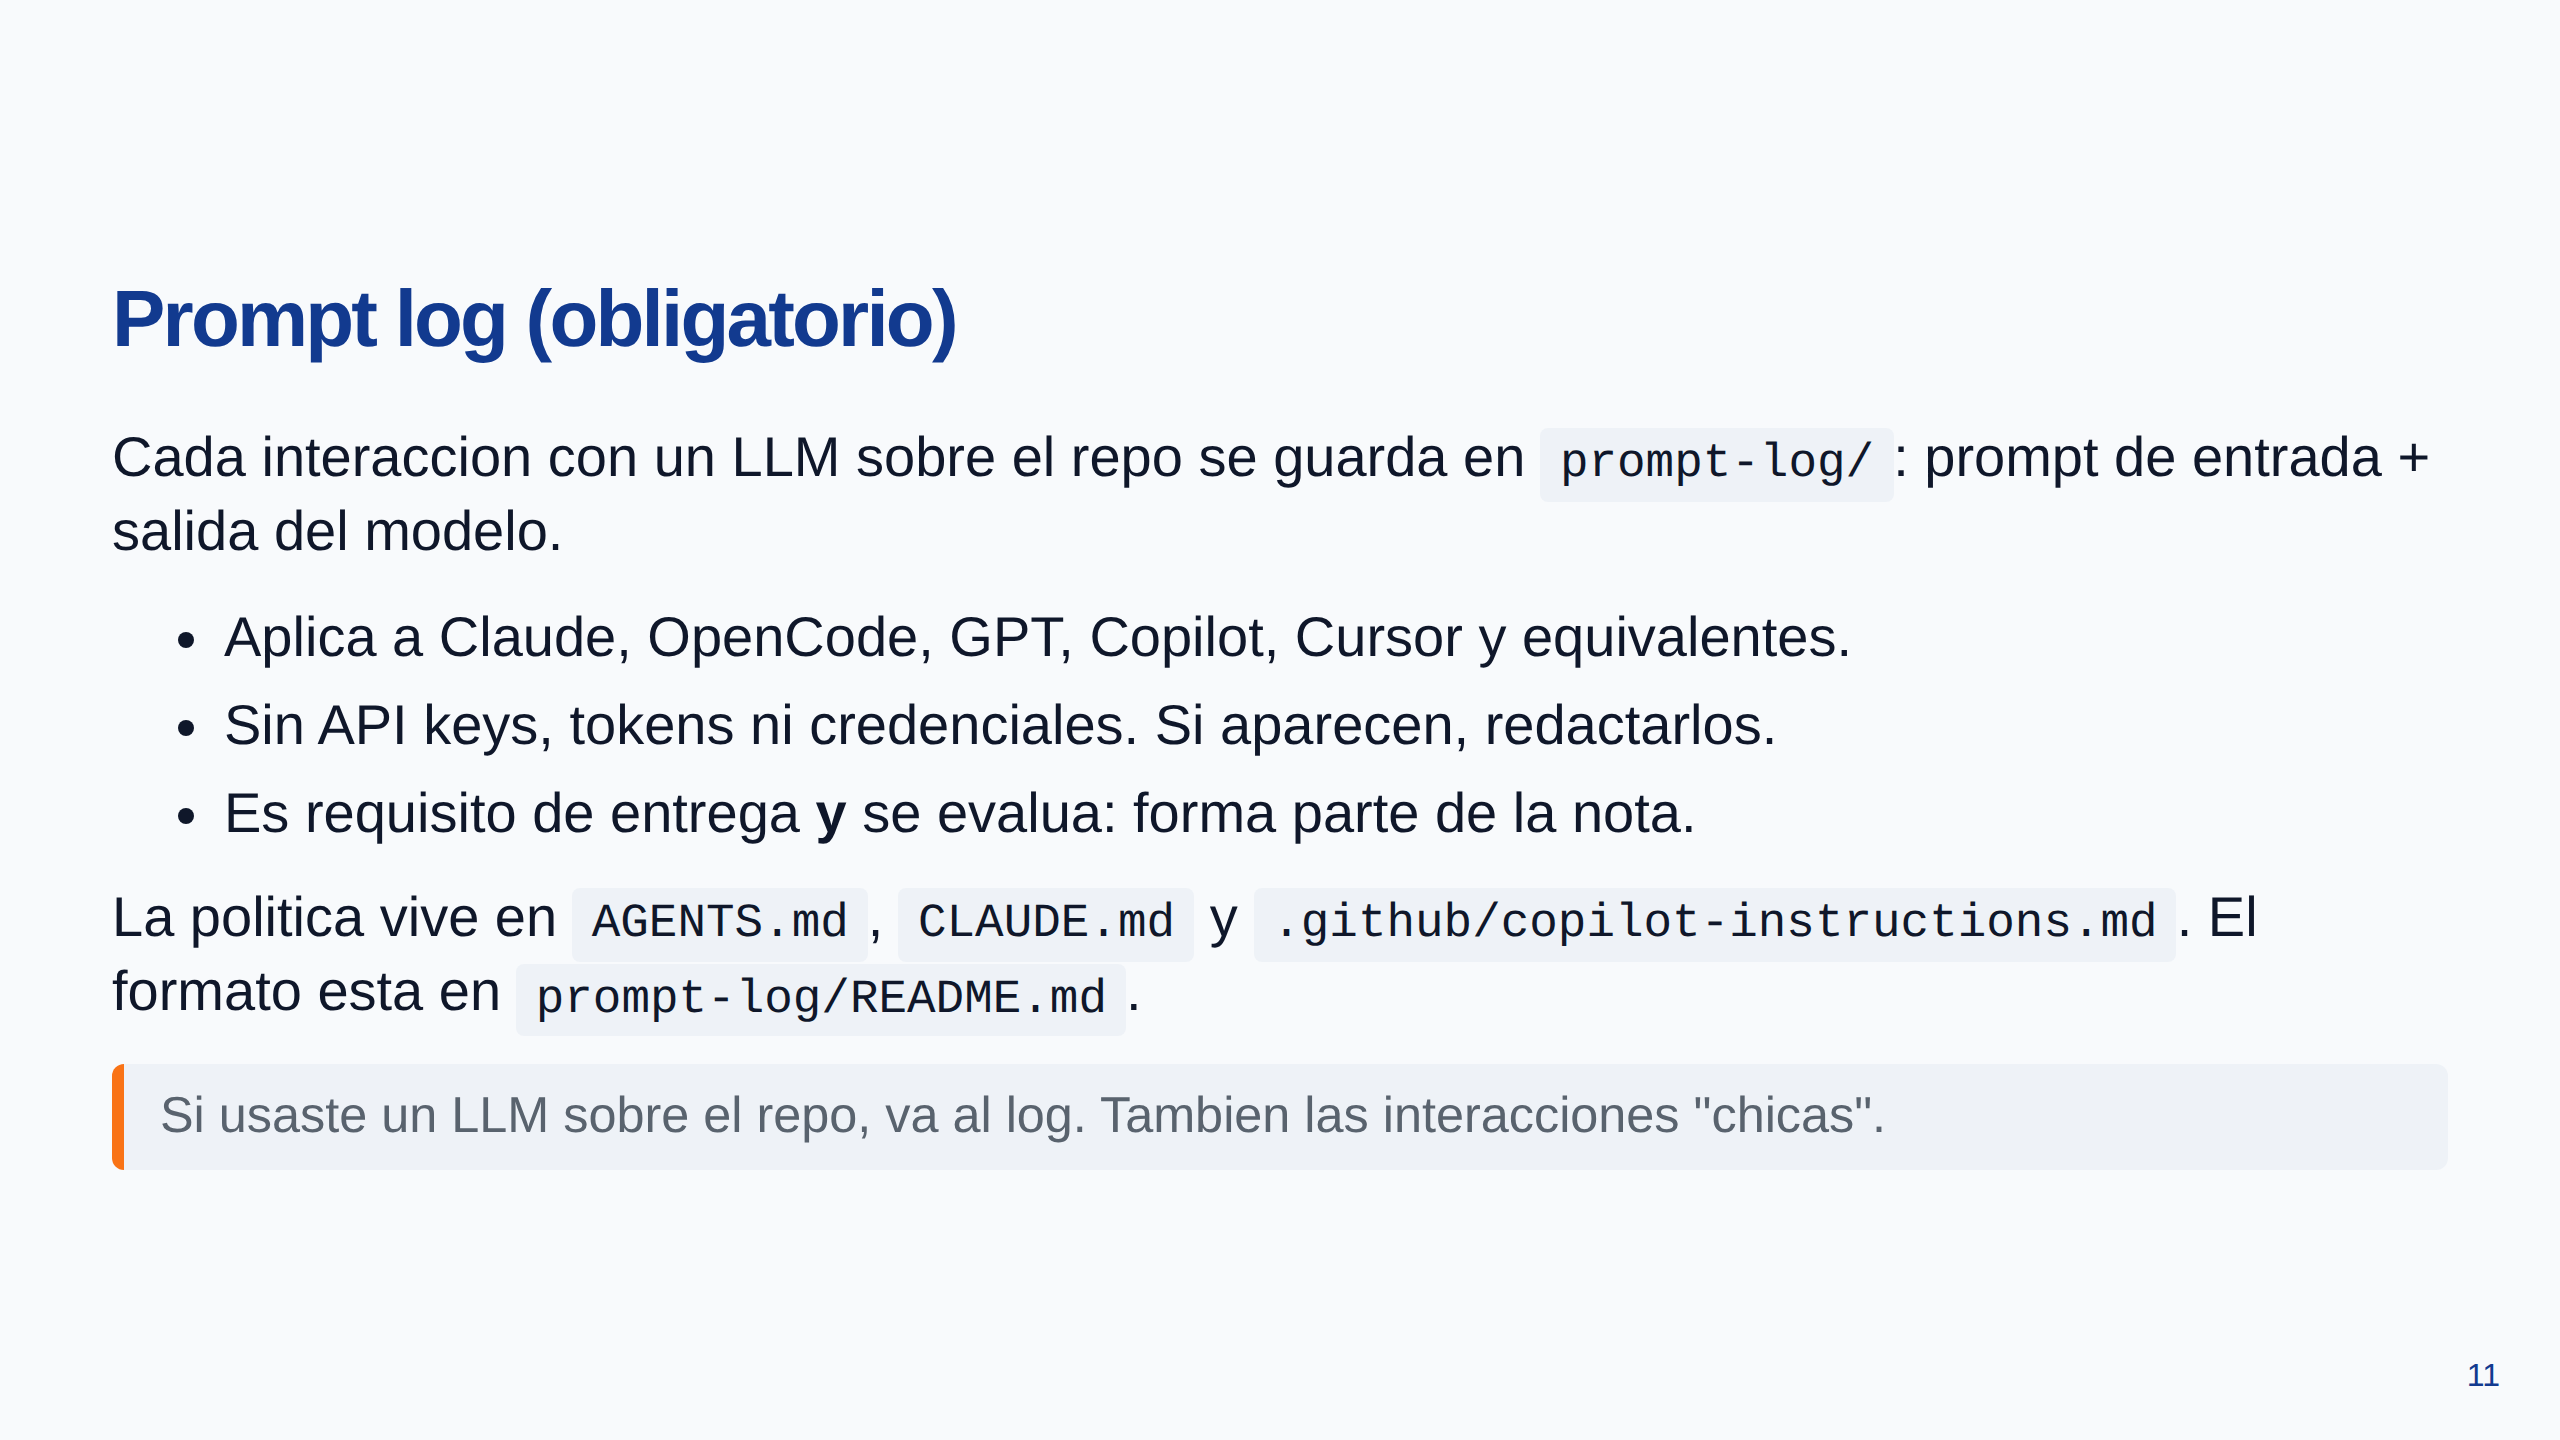 Prompt log (obligatorio)
Cada interaccion con un LLM sobre el repo se guarda en prompt-log/: prompt de entrada +
salida del modelo.
• Aplica a Claude, OpenCode, GPT, Copilot, Cursor y equivalentes.
• Sin API keys, tokens ni credenciales. Si aparecen, redactarlos.
• Es requisito de entrega y se evalua: forma parte de la nota.
La politica vive en AGENTS.md, CLAUDE.md y .github/copilot-instructions.md. El
formato esta en prompt-log/README.md.
Si usaste un LLM sobre el repo, va al log. Tambien las interacciones "chicas".
11